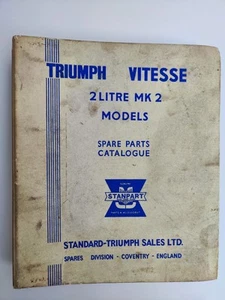 TRIUMPH VITESSE
2 LITRE MK 2
MODELS
SPARE PARTS
CATALOGUE
STANPART
STANDARD-TRIUMPH SALES LTD.
SPARES DIVISION - COVENTRY - ENGLAND